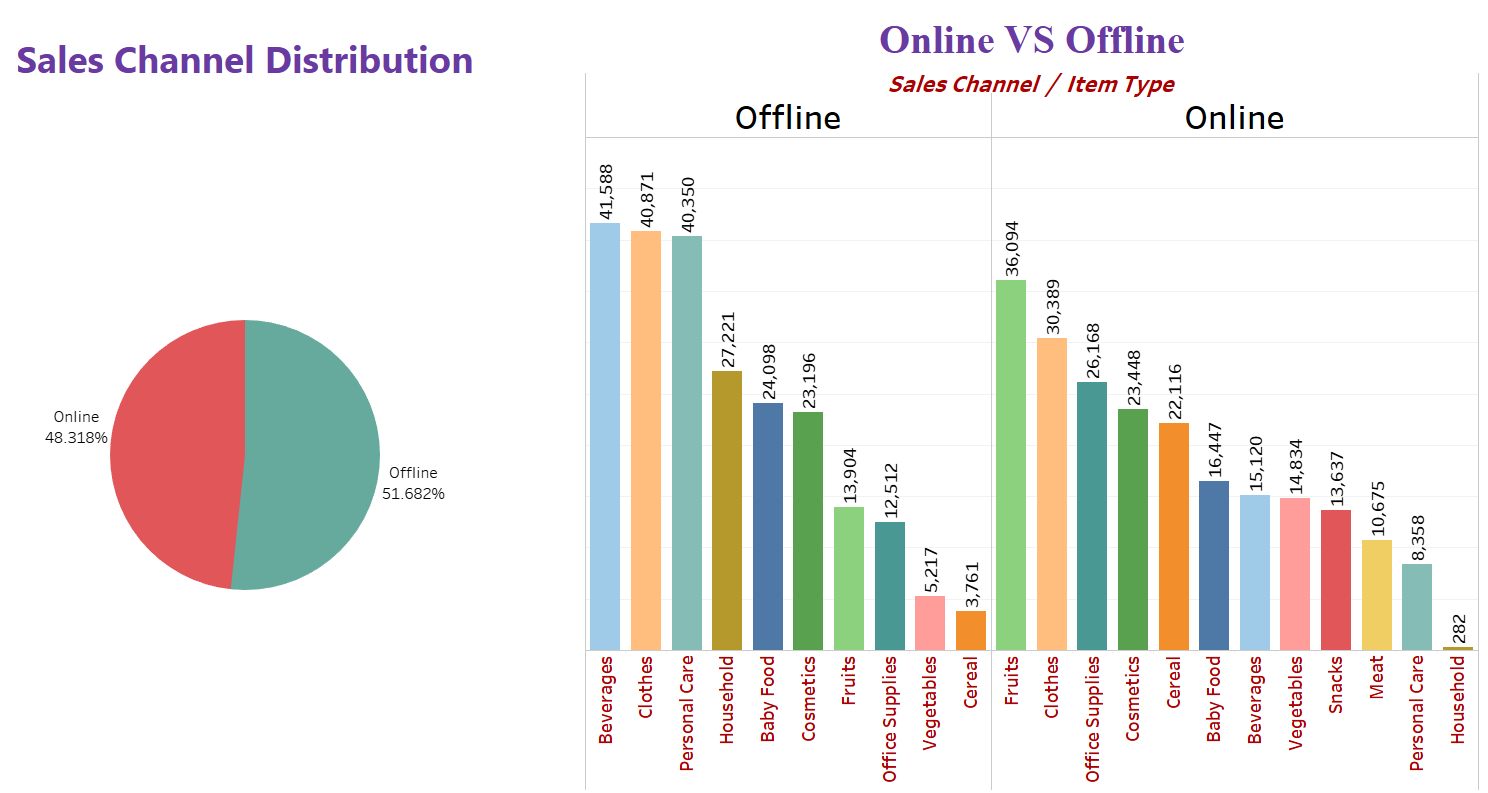 Sales Channel Distribution
Online
48.318%
Offline
51.682%
Online VS Offline
Sales Channel / Item Type
Offline
Online
41,588
40,871
40,350
27,221
24,098
23,196
13,904
12,512
5,217
3,761
36,094
30,389
26,168
23,448
22,116
16,447
15,120
14,834
13,637
10,675
8,358
282
Beverages
Clothes
Personal Care
Household
Baby Food
Cosmetics
Fruits
Office Supplies
Vegetables
Cereal
Fruits
Clothes
Office Supplies
Cosmetics
Cereal
Baby Food
Beverages
Vegetables
Snacks
Meat
Personal Care
Household